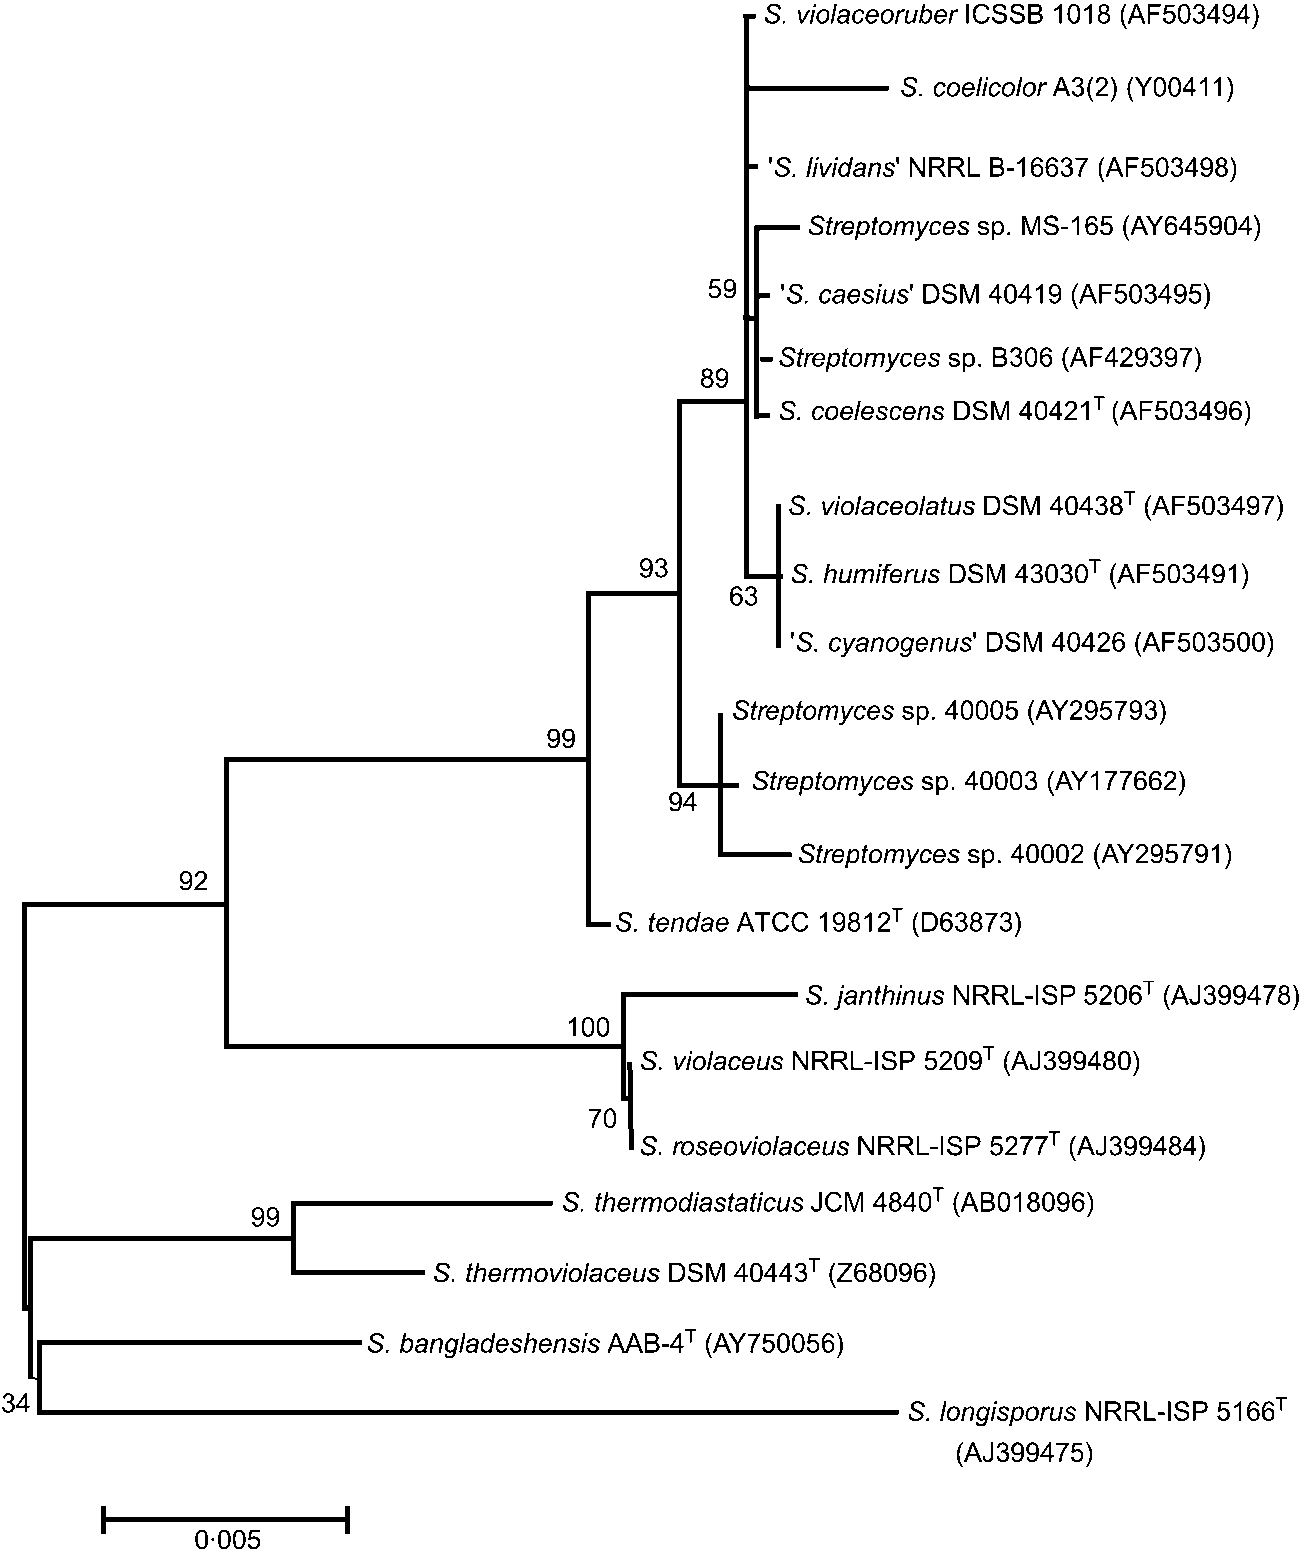 S. violaceoruber ICSSB 1018 (AF503494)
S. coelicolor A3(2) (Y00411)
'S. lividans' NRRL B-16637 (AF503498)
Streptomyces sp. MS-165 (AY645904)
59
'S. caesius' DSM 40419 (AF503495)
Streptomyces sp. B306 (AF429397)
89
S. coelescens DSM 40421T (AF503496)
S. violaceolatus DSM 40438T (AF503497)
93
S. humiferus DSM 43030T (AF503491)
63
'S. cyanogenus' DSM 40426 (AF503500)
Streptomyces sp. 40005 (AY295793)
99
Streptomyces sp. 40003 (AY177662)
94
Streptomyces sp. 40002 (AY295791)
92
S. tendae ATCC 19812T (D63873)
S. janthinus NRRL-ISP 5206T (AJ399478)
100
S. violaceus NRRL-ISP 5209T (AJ399480)
70
S. roseoviolaceus NRRL-ISP 5277T (AJ399484)
S. thermodiastaticus JCM 4840T (AB018096)
99
S. thermoviolaceus DSM 40443T (Z68096)
S. bangladeshensis AAB-4T (AY750056)
34
S. longisporus NRRL-ISP 5166T
(AJ399475)
0·005